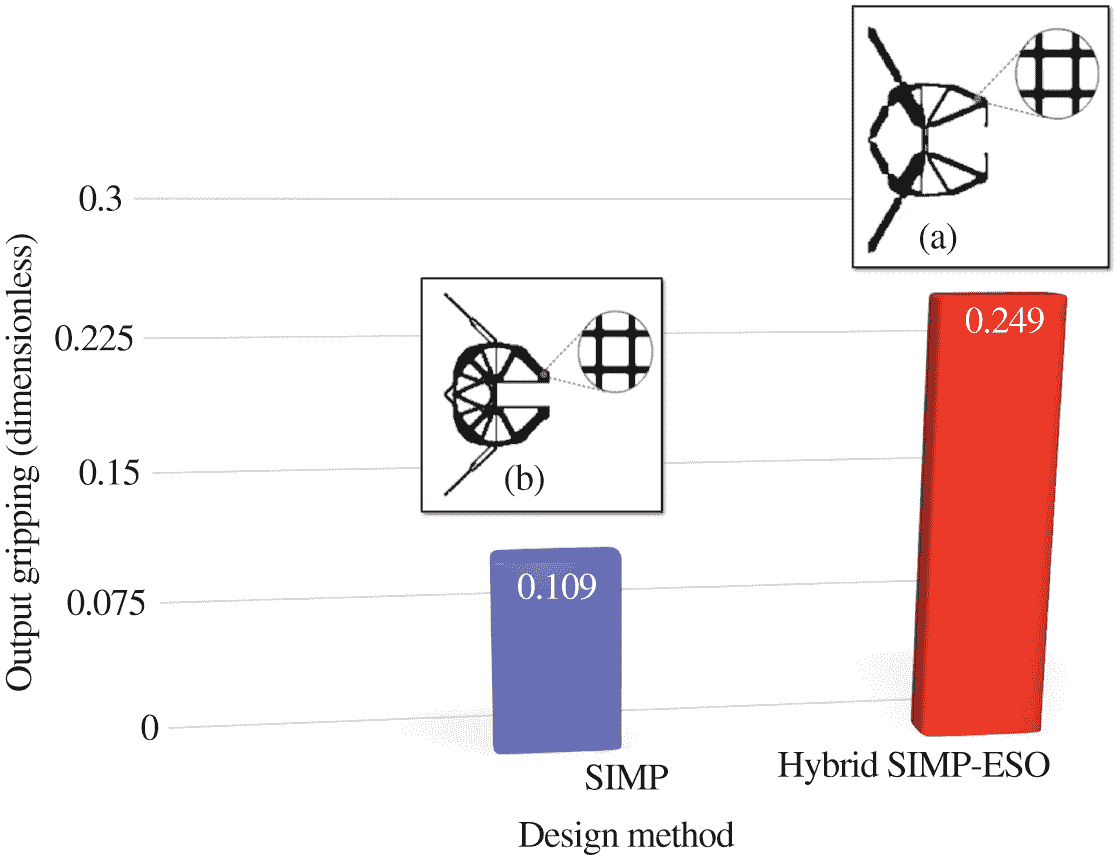 (a)
0.3
0.225
0.249
0.15
(b)
0.109
0.075
0
Output gripping (dimensionless)
SIMP
Hybrid SIMP-ESO
Design method